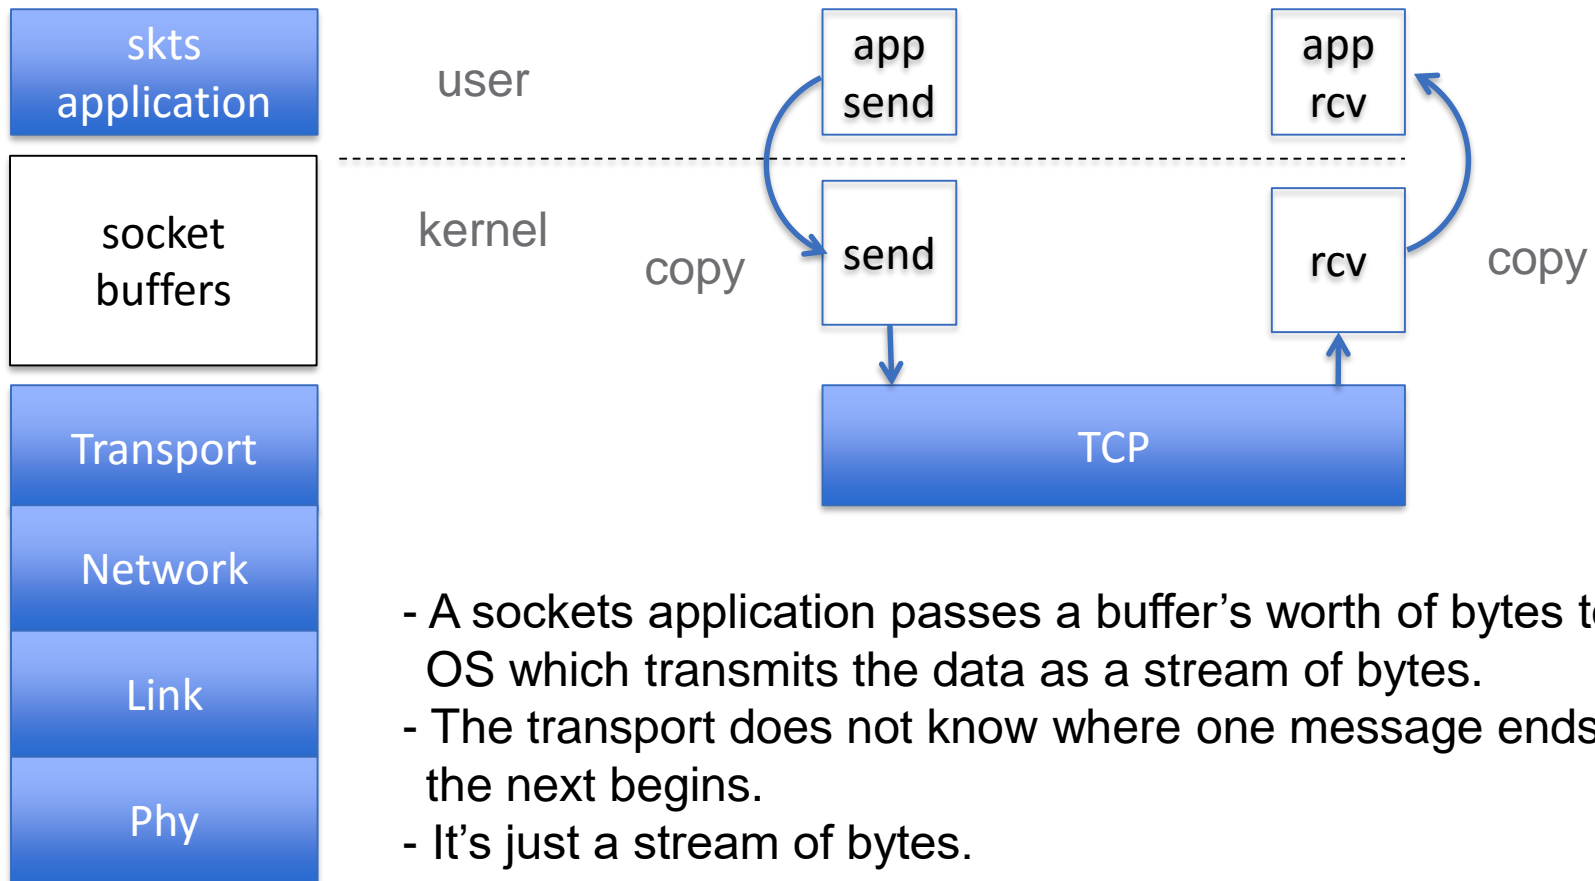 skts
application
user
app
send
app
rcv
socket
buffers
kernel
copy
send
rcv
copy
Transport
TCP
Network
Link
Phy
- A sockets application passes a buffer’s worth of bytes to
OS which transmits the data as a stream of bytes.
- The transport does not know where one message ends
the next begins.
- It’s just a stream of bytes.